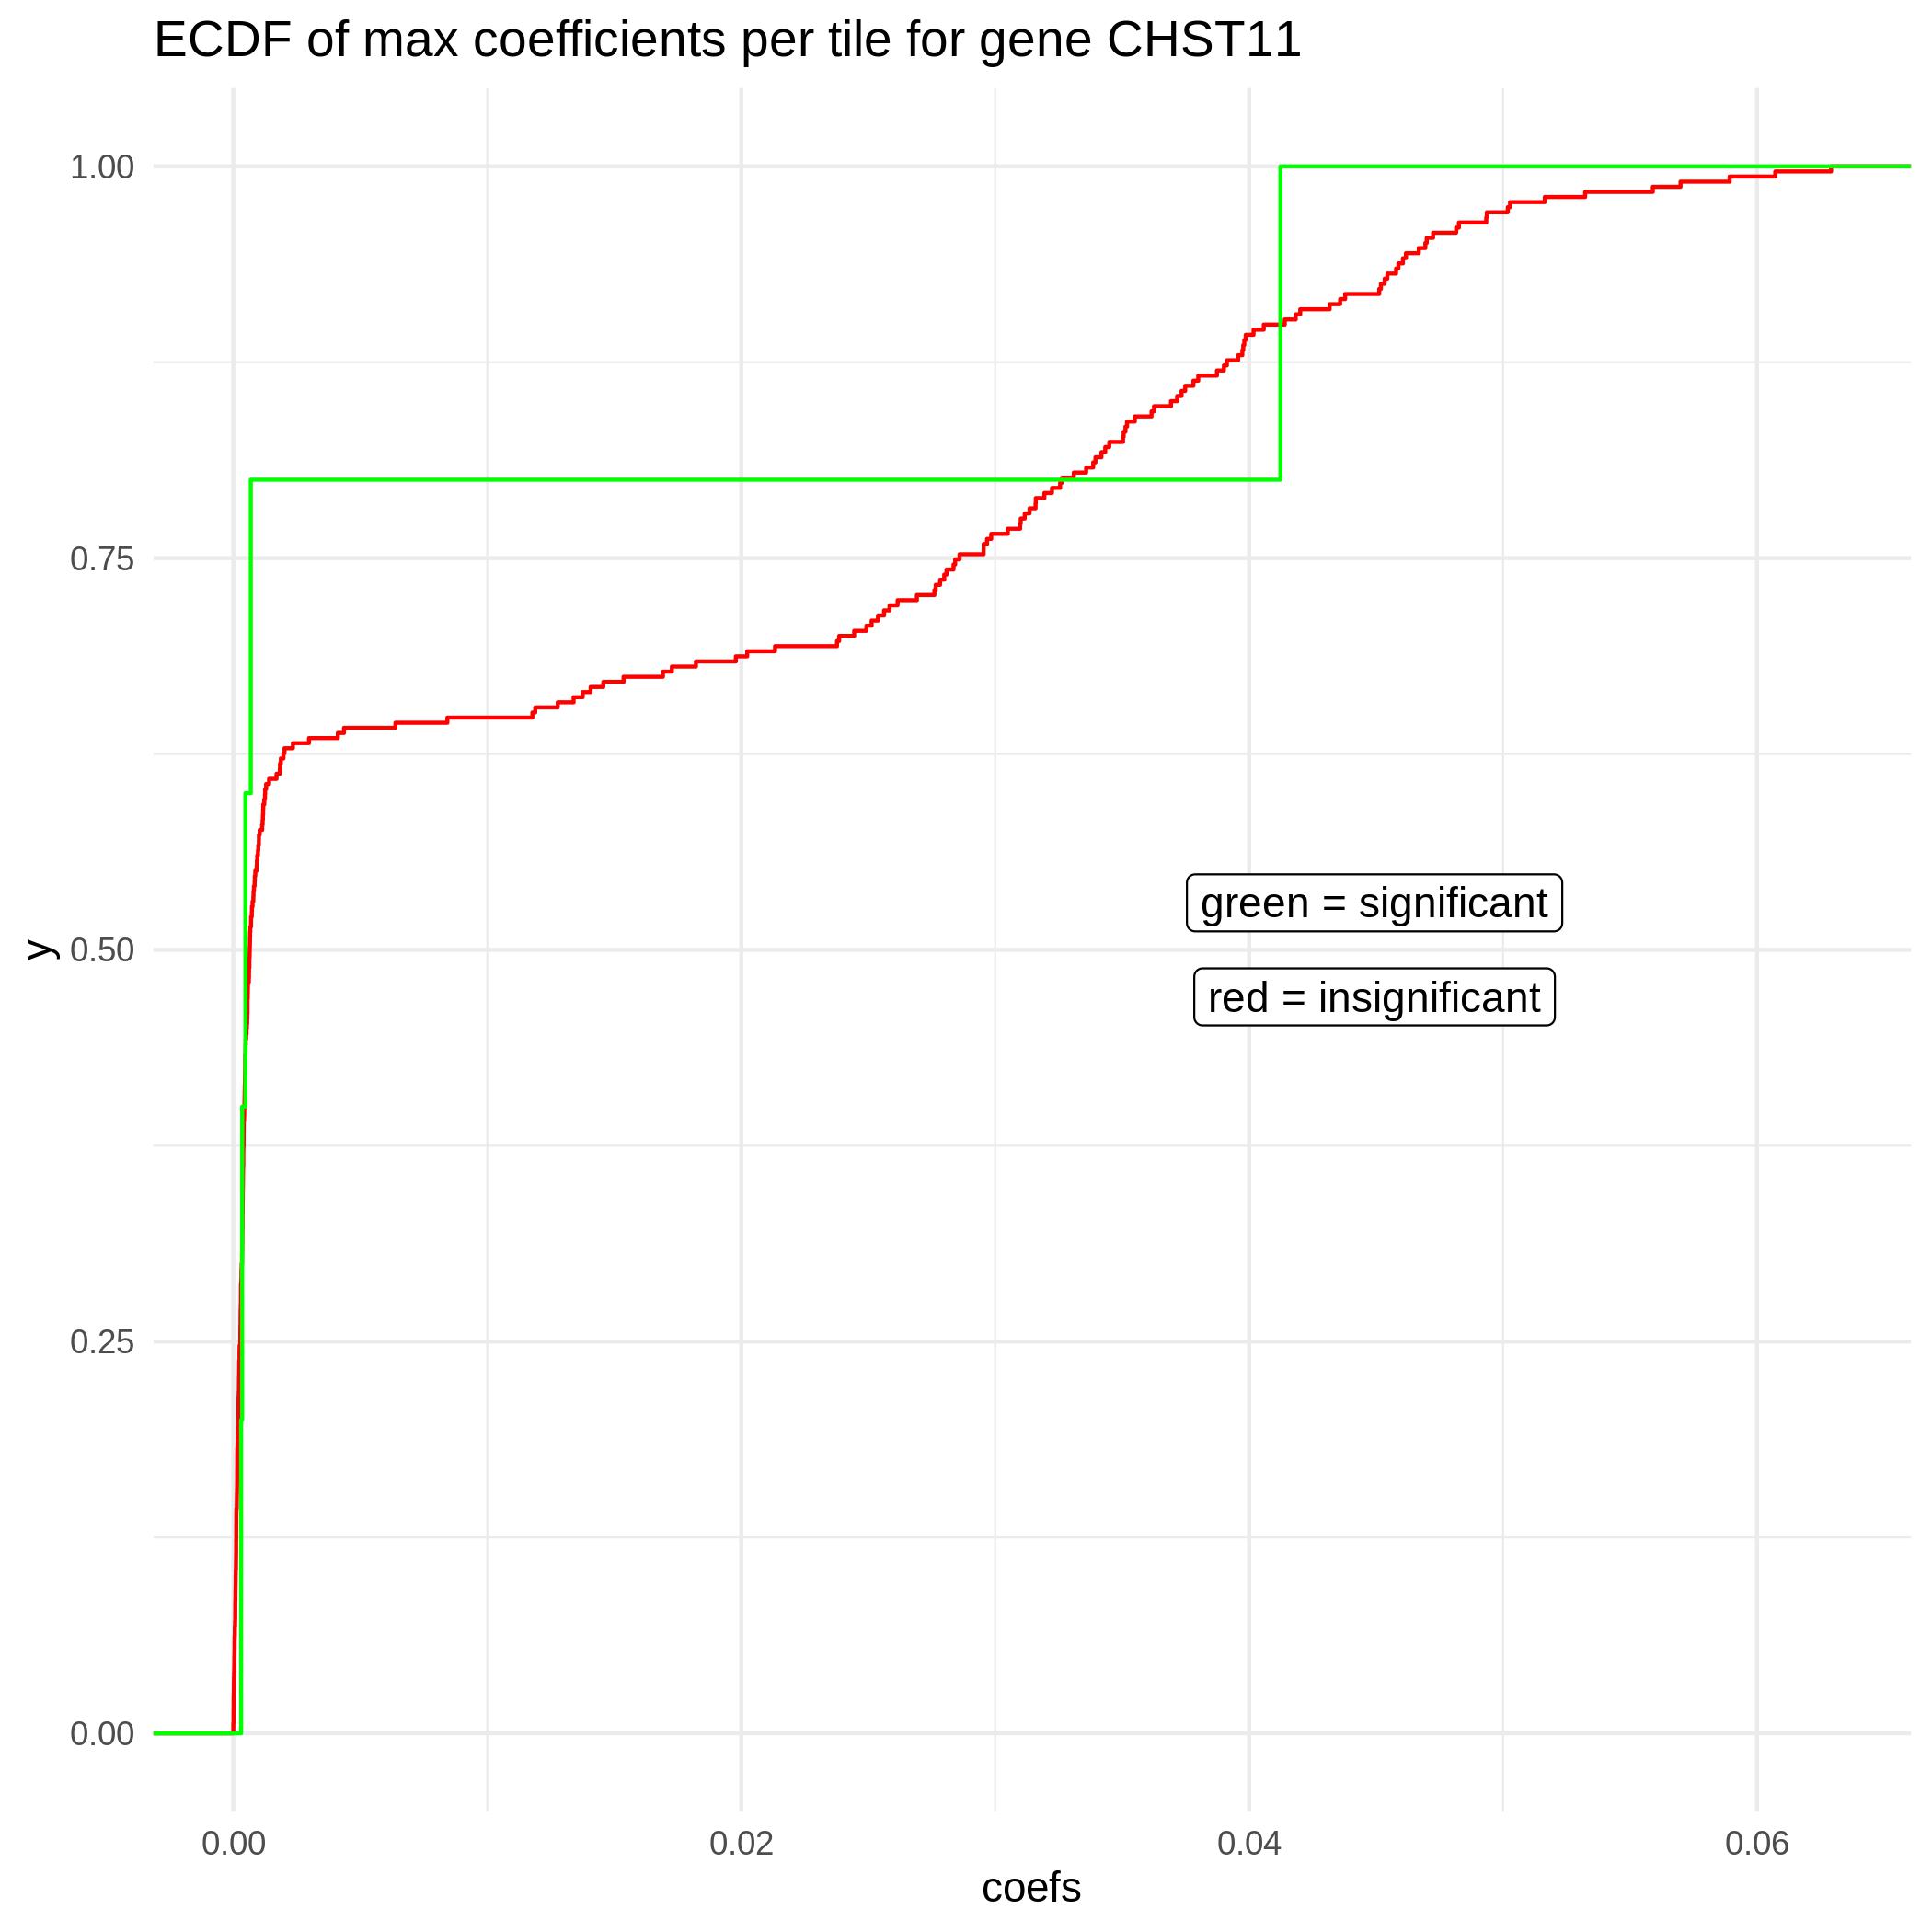 ECDF of max coefficients per tile for gene CHST11
1.00
0.75
0.50
0.25
0.00
y
green = significant
red = insignificant
0.00 0.02 0.04 0.06
coefs